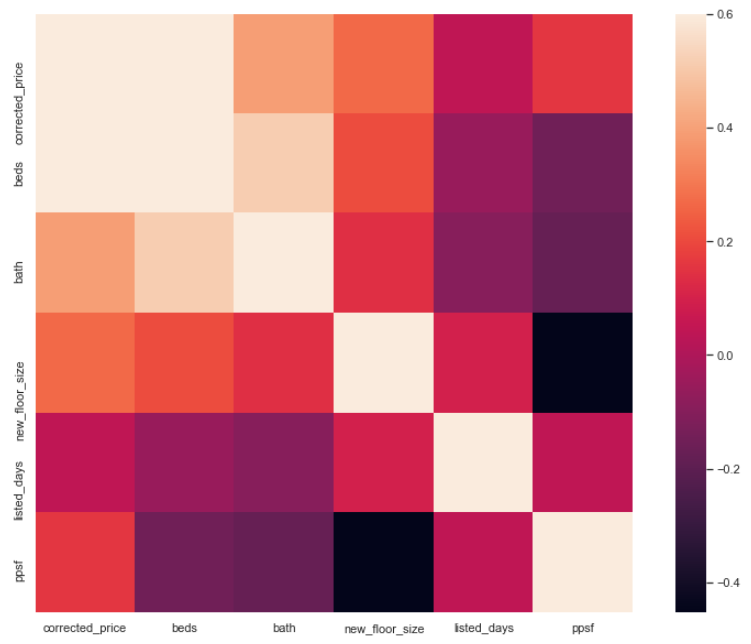 corrected_price
beds
bath
new_floor_size
listed_days
ppsf
corrected_price beds bath new_floor_size listed_days ppsf
0.6
0.4
0.2
0.0
−0.2
−0.4